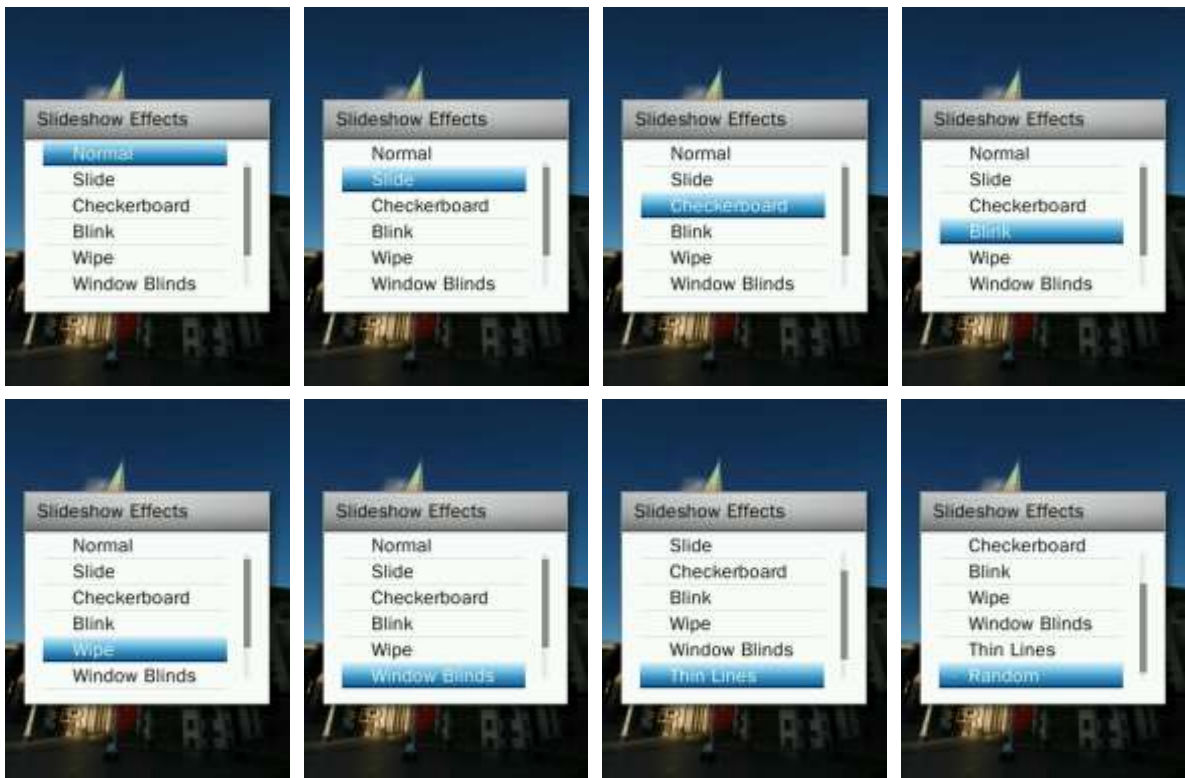 Slideshow Effects
Normal
Slide
Checkerboard
Blink
Wipe
Window Blinds
Slideshow Effects
Normal
Slide
Checkerboard
Blink
Wipe
Window Blinds
Slideshow Effects
Normal
Slide
Checkerboard
Blink
Wipe
Window Blinds
Slideshow Effects
Normal
Slide
Checkerboard
Blink
Wipe
Window Blinds
Slideshow Effects
Normal
Slide
Checkerboard
Blink
Wipe
Window Blinds
Slideshow Effects
Normal
Slide
Checkerboard
Blink
Wipe
Window Blinds
Slideshow Effects
Slide
Checkerboard
Blink
Wipe
Window Blinds
Thin Lines
Slideshow Effects
Checkerboard
Blink
Wipe
Window Blinds
Thin Lines
Random